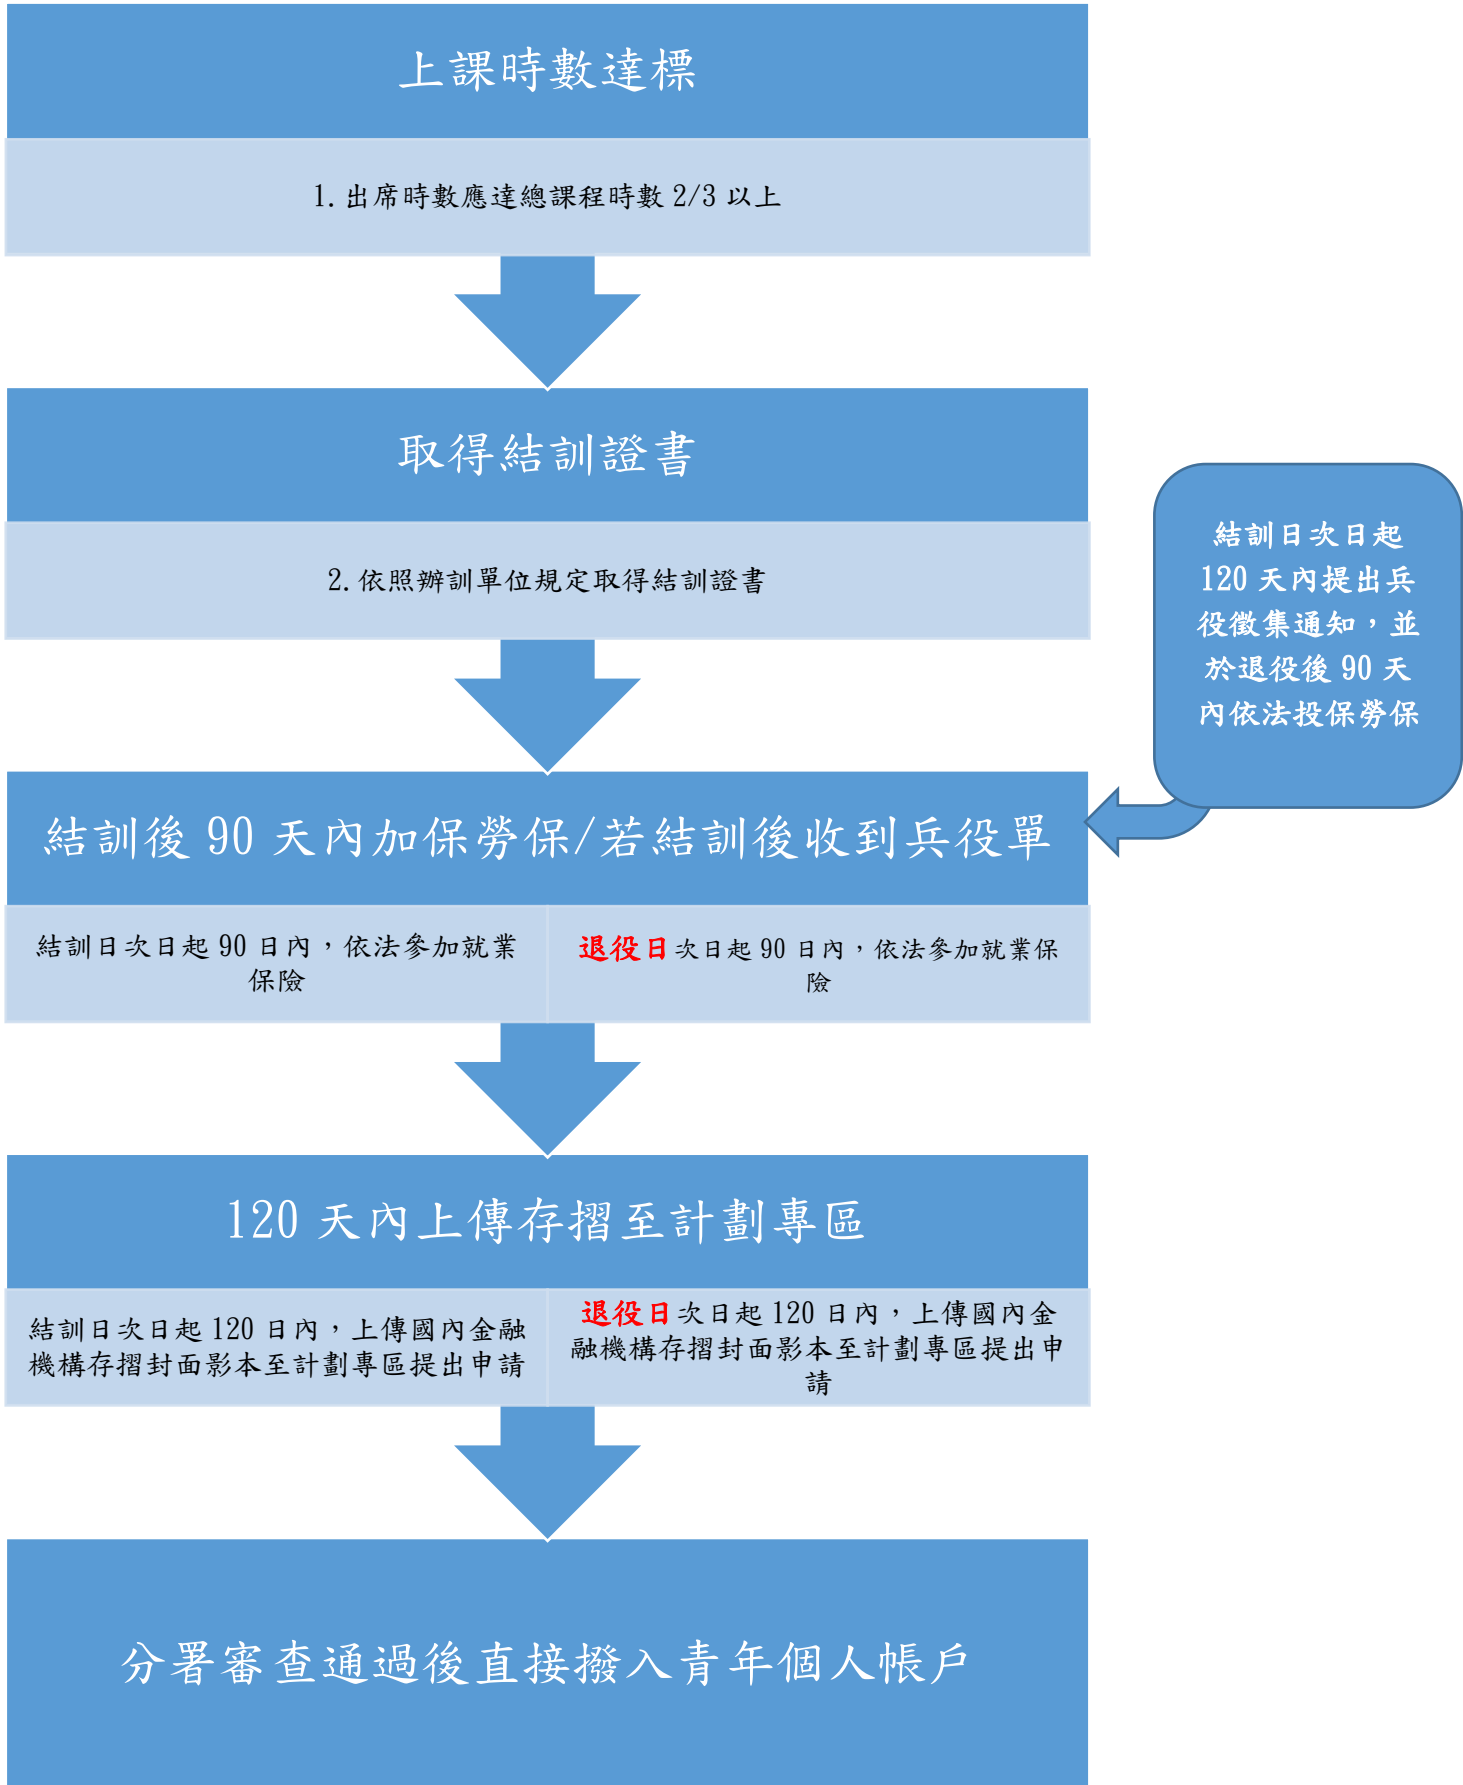 上課時數達標
1.出席時數應達總課程時數 2/3 以上
取得結訓證書
2.依照辦訓單位規定取得結訓證書
結訓日次日起
120 天內提出兵
役徵集通知，並
於退役後 90 天
內依法投保勞保
結訓後 90 天內加保勞保/若結訓後收到兵役單
結訓日次日起 90 日內，依法參加就業
保險
退役日次日起 90 日內，依法參加就業保
險
120 天內上傳存摺至計劃專區
結訓日次日起 120 日內，上傳國內金融
機構存摺封面影本至計劃專區提出申請
退役日次日起 120 日內，上傳國內金
融機構存摺封面影本至計劃專區提出申
請
分署審查通過後直接撥入青年個人帳戶